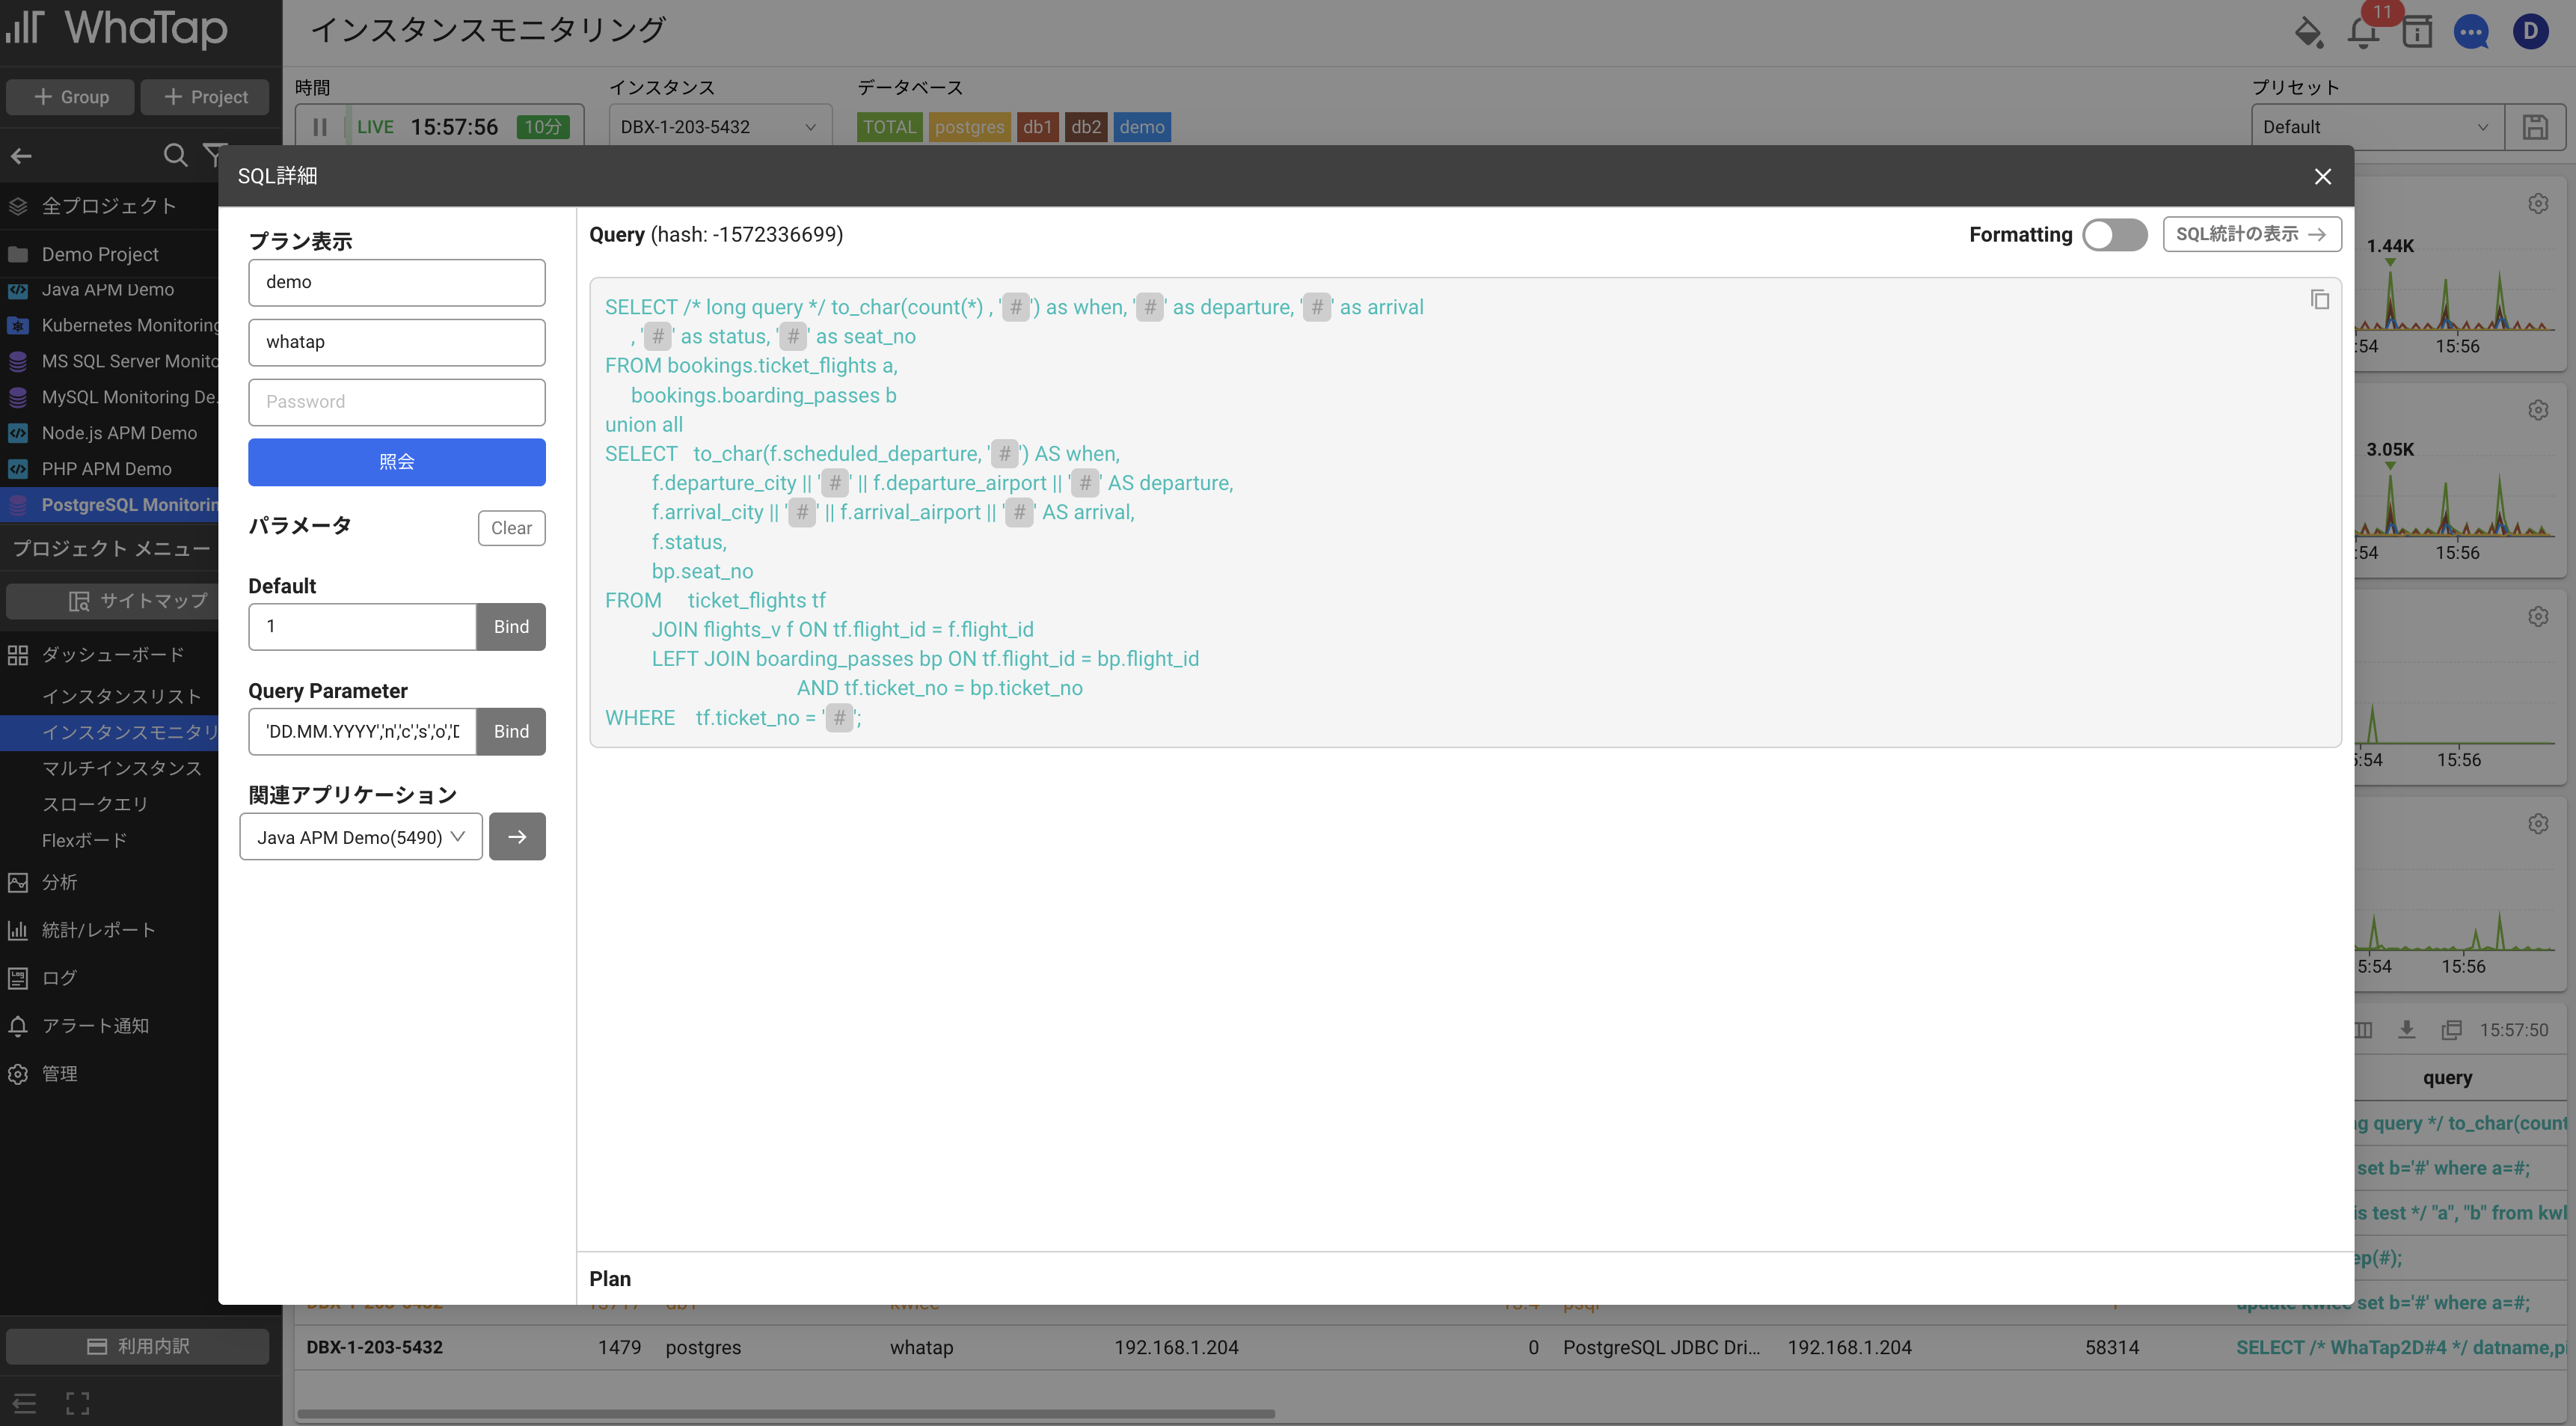 WhaTap
インスタンスモニタリング
11
D
Group
Project
時間
インスタンス
データベース
プリセット
LIVE 15:57:56 10分
DBX-1-203-5432
TOTAL postgres db1 db2 demo
Default
全プロジェクト
Demo Project
Java APM Demo
Kubernetes Monitoring
MS SQL Server Monito
MySQL Monitoring De...
Node.js APM Demo
PHP APM Demo
PostgreSQL Monitorin
プロジェクト メニュー
サイトマップ
ダッシュボード
インスタンスリスト
インスタンスモニタリ
マルチインスタンス
スロークエリ
Flexボード
分析
統計/レポート
ログ
アラート通知
管理
利用内訳
SQL詳細
プラン表示
demo
whatap
Password
照会
パラメータ
Clear
Default
1
Bind
Query Parameter
'DD.MM.YYYY','n','c','s','o','D
Bind
関連アプリケーション
Java APM Demo(5490)
Query (hash: -1572336699)
Formatting
SQL統計の表示
SELECT /* long query */ to_char(count(*) , '#') as when, '#' as departure, '#' as arrival
,'#' as status, '#' as seat_no
FROM bookings.ticket_flights a,
bookings.boarding_passes b
union all
SELECT to_char(f.scheduled_departure, '#') AS when,
f.departure_city || '#' || f.departure_airport || '#' AS departure,
f.arrival_city || '#' || f.arrival_airport || '#' AS arrival,
f.status,
bp.seat_no
FROM ticket_flights tf
JOIN flights_v f ON tf.flight_id = f.flight_id
LEFT JOIN boarding_passes bp ON tf.flight_id = bp.flight_id
AND tf.ticket_no = bp.ticket_no
WHERE tf.ticket_no = '#';
Plan
1.44K
:54 15:56
3.05K
:54 15:56
5:54 15:56
5:54 15:56
15:57:50
query
ng query */ to_char(count
set b='#' where a=#;
is test */ "a", "b" from kwl
ep(#);
update kwlee set b='#' where a=#;
DBX-1-203-5432 1479 postgres whatap 192.168.1.204 0 PostgreSQL JDBC Dri... 192.168.1.204 58314 SELECT /* WhaTap2D#4 */ datname,pi